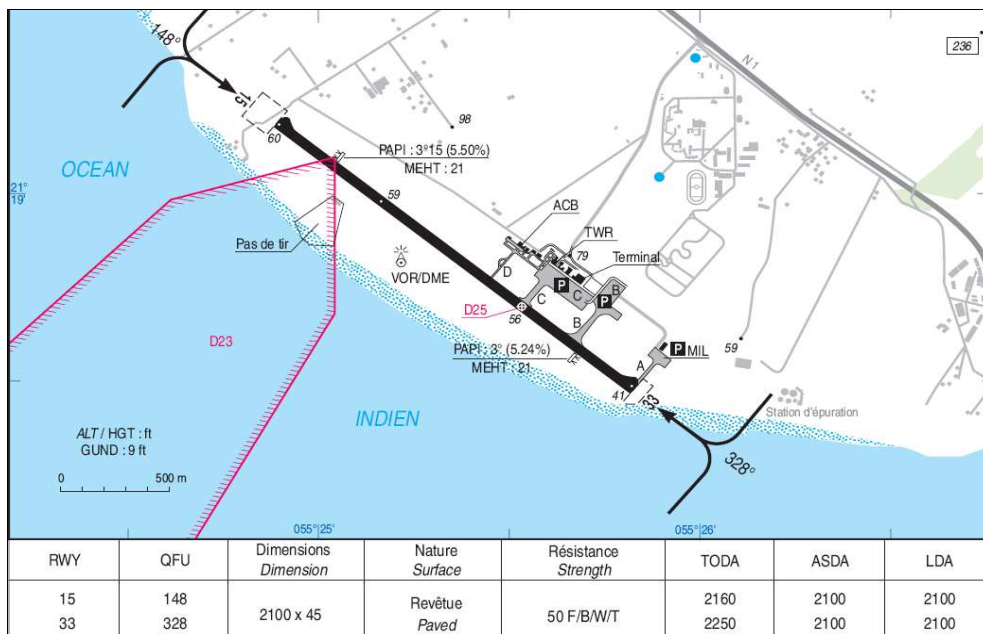 148°
15
60
98
236
N1
PAPI : 3°15 (5.50%)
MEHT : 21
OCEAN
21°
19'
59
ACB
TWR
79
Terminal
Pas de tir
VOR/DME
D
P
C
B
P
C
D25
56
B
D23
PAPI : 3° (5.24%)
MEHT : 21
A
P MIL
59
41
33
INDIEN
Station d'épuration
328°
ALT / HGT : ft
GUND : 9 ft
0 500 m
055° 25'
055° 26'
RWY QFU Dimensions Nature Résistance TODA ASDA LDA
Dimension Surface Strength
15 148 2100 x 45 Revêtue 50 F/B/W/T 2160 2100 2100
33 328 Paved 2250 2100 2100